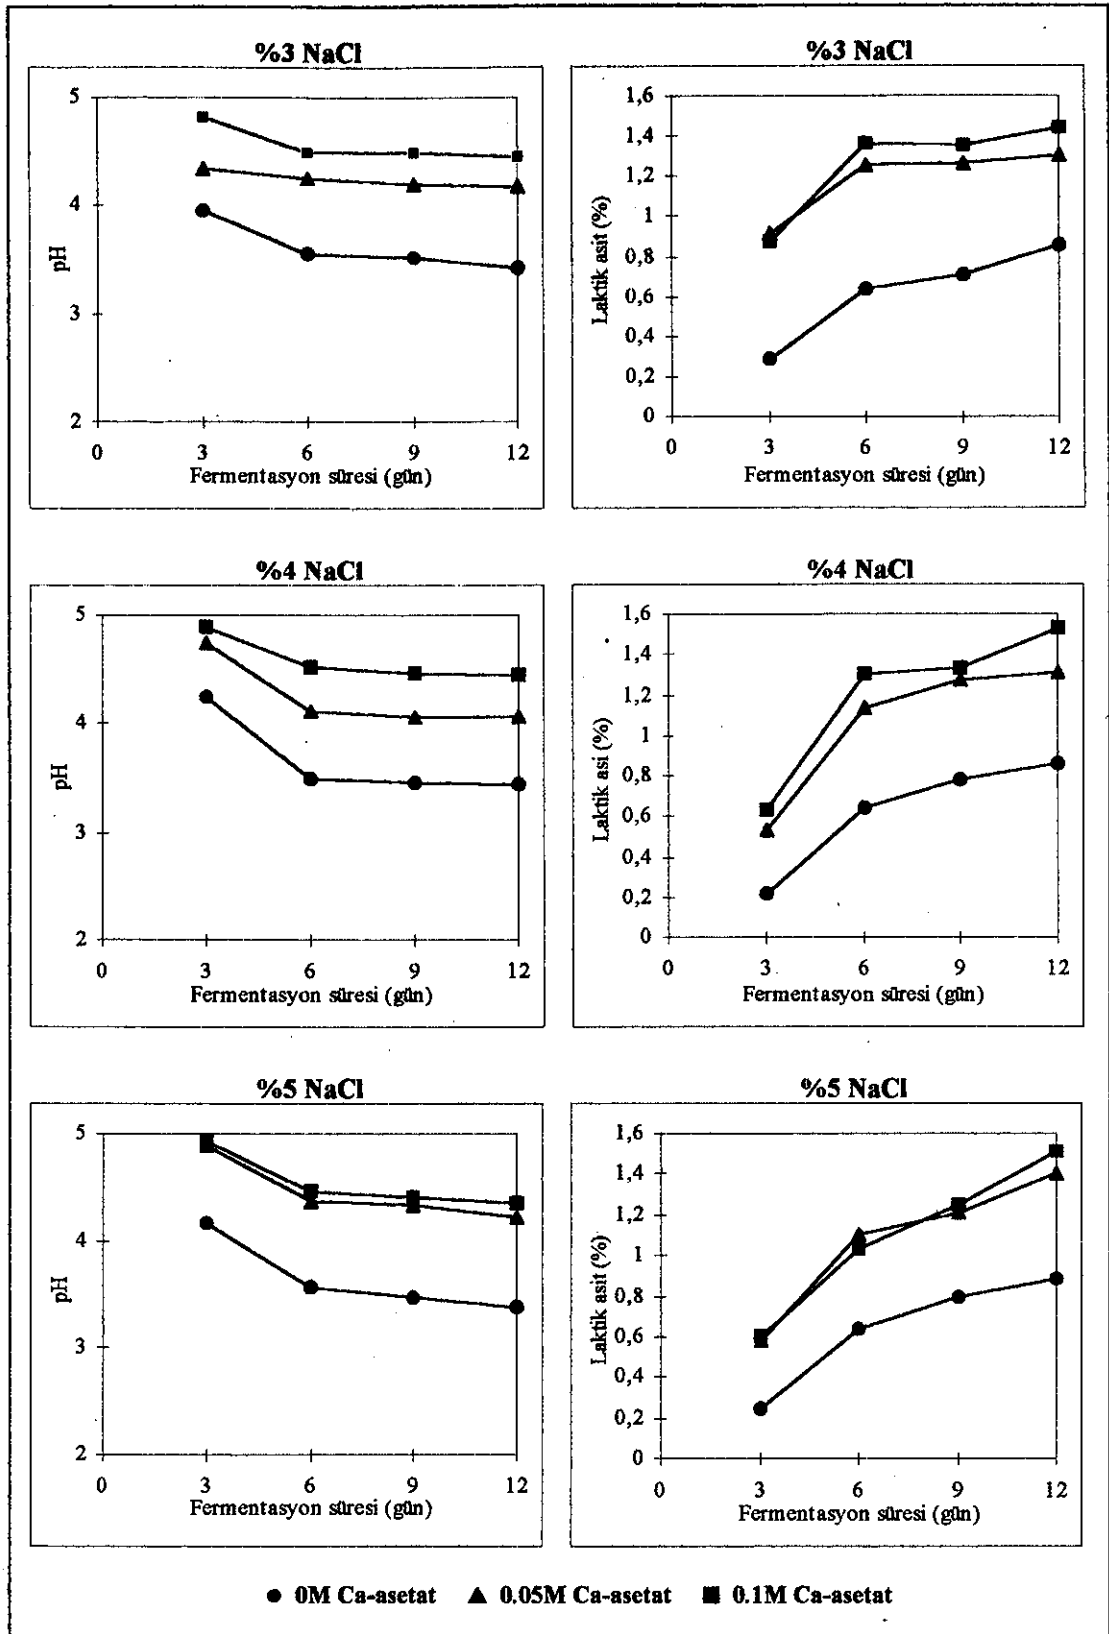 %3 NaCl
5
4
3
2
pH
0 3 6 9 12
Fermentasyon süresi (gün)
%3 NaCl
1,6
1,4
1,2
1
0,8
0,6
0,4
0,2
0
Laktik asit (%)
0 3 6 9 12
Fermentasyon süresi (gün)
%4 NaCl
5
4
3
2
pH
0 3 6 9 12
Fermentasyon süresi (gün)
%4 NaCl
1,6
1,4
1,2
1
0,8
0,6
0,4
0,2
0
Laktik asi (%)
0 3 6 9 12
Fermentasyon süresi (gün)
%5 NaCl
5
4
3
2
pH
0 3 6 9 12
Fermentasyon süresi (gün)
%5 NaCl
1,6
1,4
1,2
1
0,8
0,6
0,4
0,2
0
Laktik asit (%)
0 3 6 9 12
Fermentasyon süresi (gün)
0M Ca-asetat 0.05M Ca-asetat 0.1M Ca-asetat